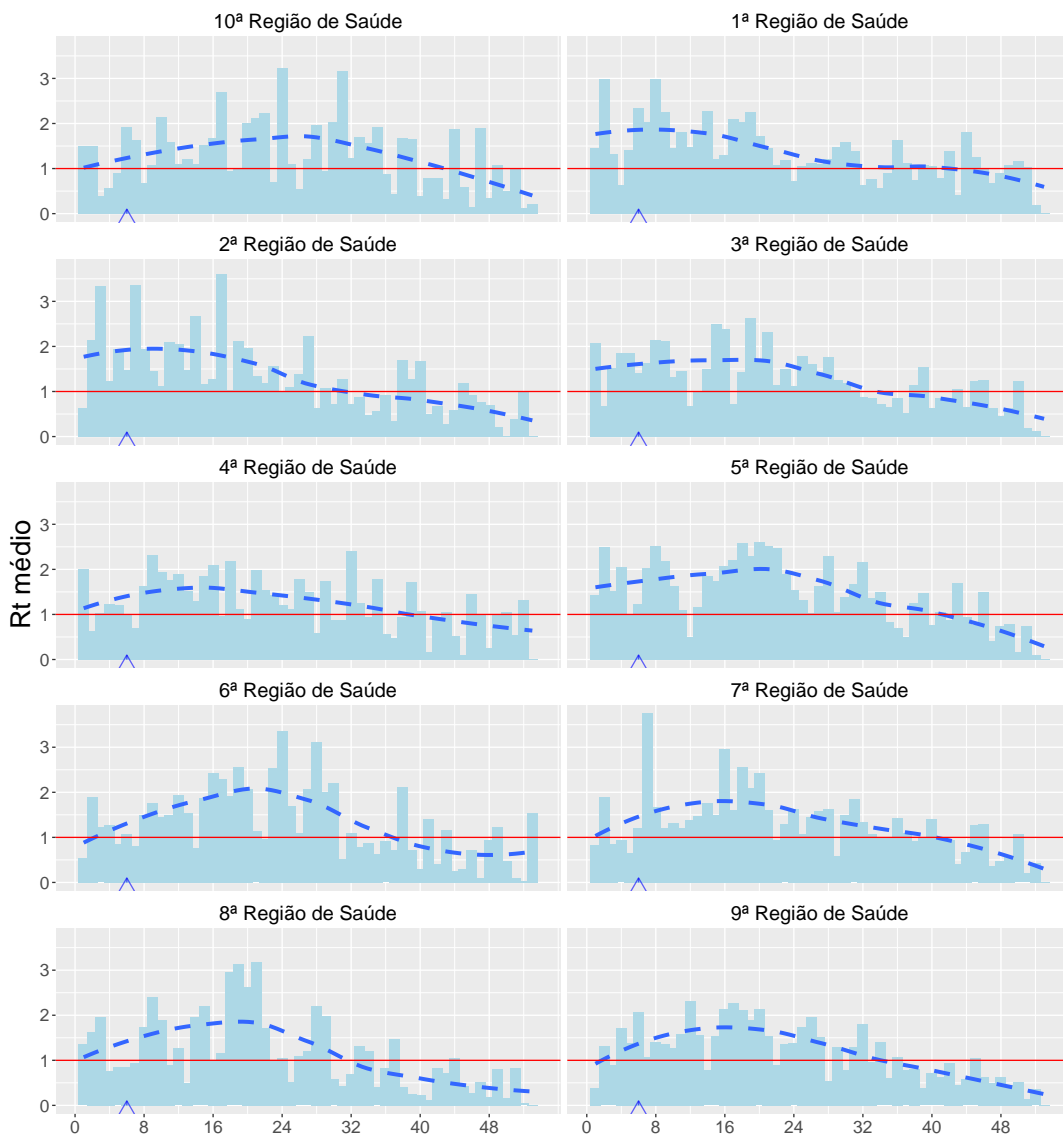 10ª Região de Saúde 1ª Região de Saúde
3
2
1
0
2ª Região de Saúde 3ª Região de Saúde
3
2
1
0
4ª Região de Saúde 5ª Região de Saúde
3
2
1
0
Rt médio
6ª Região de Saúde 7ª Região de Saúde
3
2
1
0
8ª Região de Saúde 9ª Região de Saúde
3
2
1
0
0 8 16 24 32 40 48 0 8 16 24 32 40 48